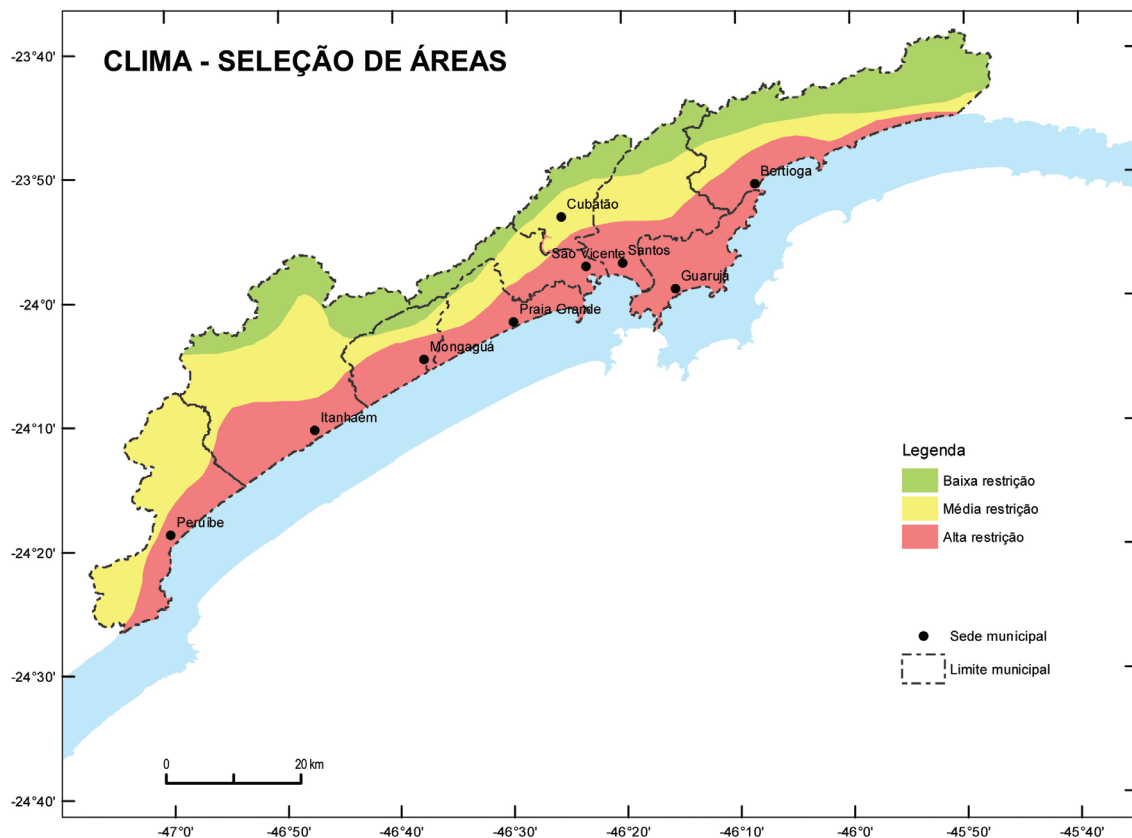 CLIMA - SELEÇÃO DE ÁREAS
-23°40'
-23°50'
-24°0'
-24°10'
-24°20'
-24°30'
-24°40'
Bertioga
Cubatão
São Vicente
Santos
Guarujá
Praia Grande
Mongaguá
Itanhaém
Peruíbe
Legenda
Baixa restrição
Média restrição
Alta restrição
Sede municipal
Limite municipal
0 20 km
-47°0' -46°50' -46°40' -46°30' -46°20' -46°10' -46°0' -45°50' -45°40'